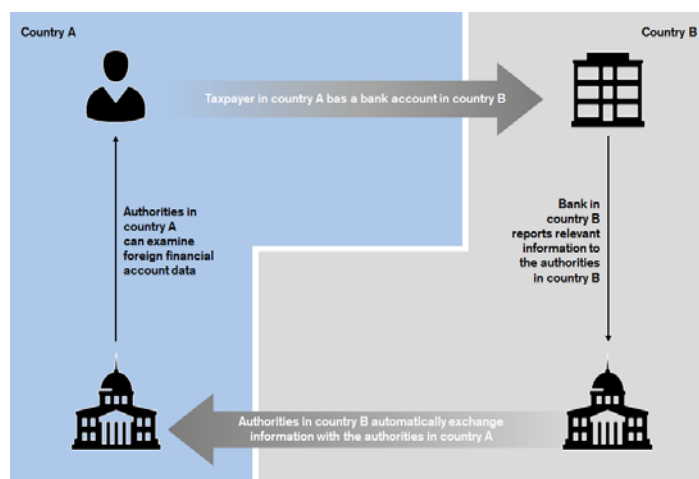 Country A
Country B
Taxpayer in country A bas a bank account in country B
Authorities in
country A
can examine
foreign financial
account data
Bank in
country B
reports relevant
information to
the authorities
in country B
Authorities in country B automatically exchange
information with the authorities in country A